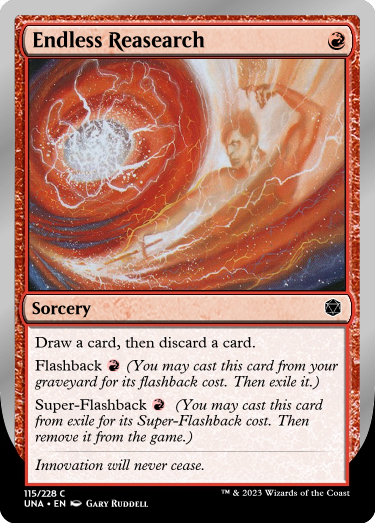 Endless Reasearch
Sorcery
Draw a card, then discard a card.
Flashback (You may cast this card from your
graveyard for its flashback cost. Then exile it.)
Super-Flashback (You may cast this card
from exile for its Super-Flashback cost. Then
remove it from the game.)
Innovation will never cease.
115/228 C
UNA • EN Gary Ruddell
™ & 2023 Wizards of the Coast